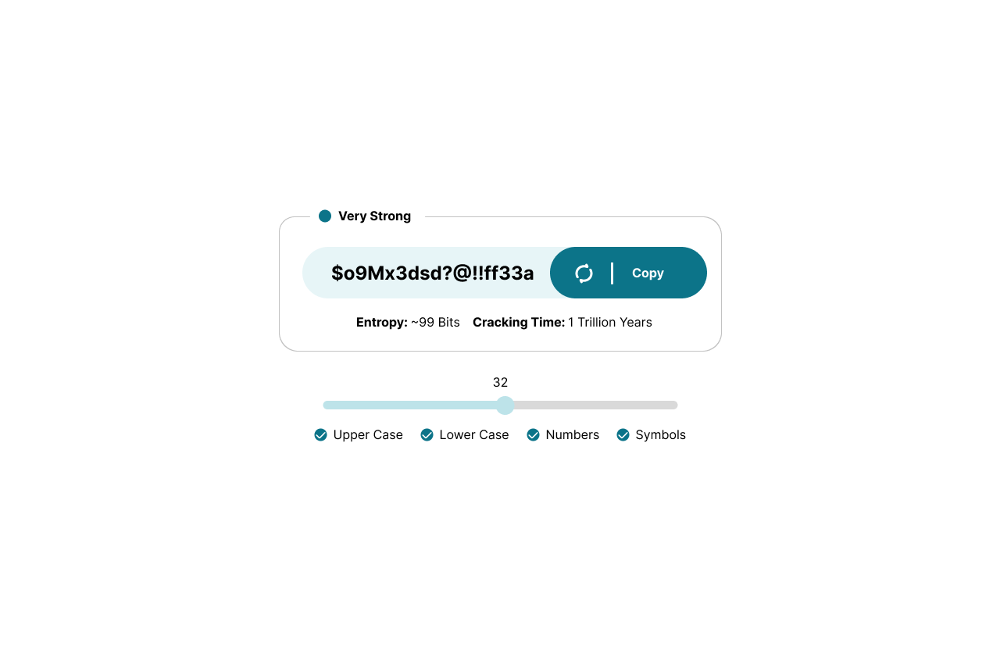 Very Strong
$o9Mx3dsd?@!!ff33a
Copy
Entropy: ~99 Bits Cracking Time: 1 Trillion Years
32
Upper Case Lower Case Numbers Symbols